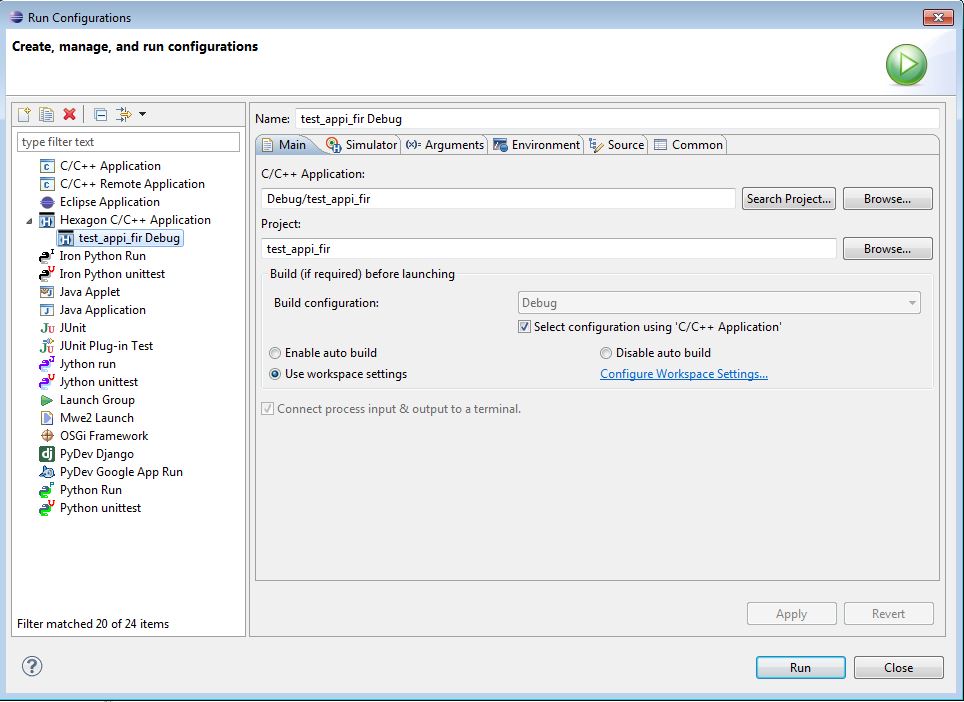 Run Configurations
Create, manage, and run configurations
type filter text
C/C++ Application
C/C++ Remote Application
Eclipse Application
Hexagon C/C++ Application
test_appi_fir Debug
Iron Python Run
Iron Python unittest
Java Applet
Java Application
JUnit
JUnit Plug-in Test
Jython run
Jython unittest
Launch Group
Mwe2 Launch
OSGi Framework
PyDev Django
PyDev Google App Run
Python Run
Python unittest
Filter matched 20 of 24 items
Name: test_appi_fir Debug
Main Simulator (x)= Arguments Environment Source Common
C/C++ Application:
Debug/test_appi_fir Search Project... Browse...
Project:
test_appi_fir Browse...
Build (if required) before launching
Build configuration: Debug
Select configuration using 'C/C++ Application'
Enable auto build Disable auto build
Use workspace settings Configure Workspace Settings...
Connect process input & output to a terminal.
Apply Revert
Run Close